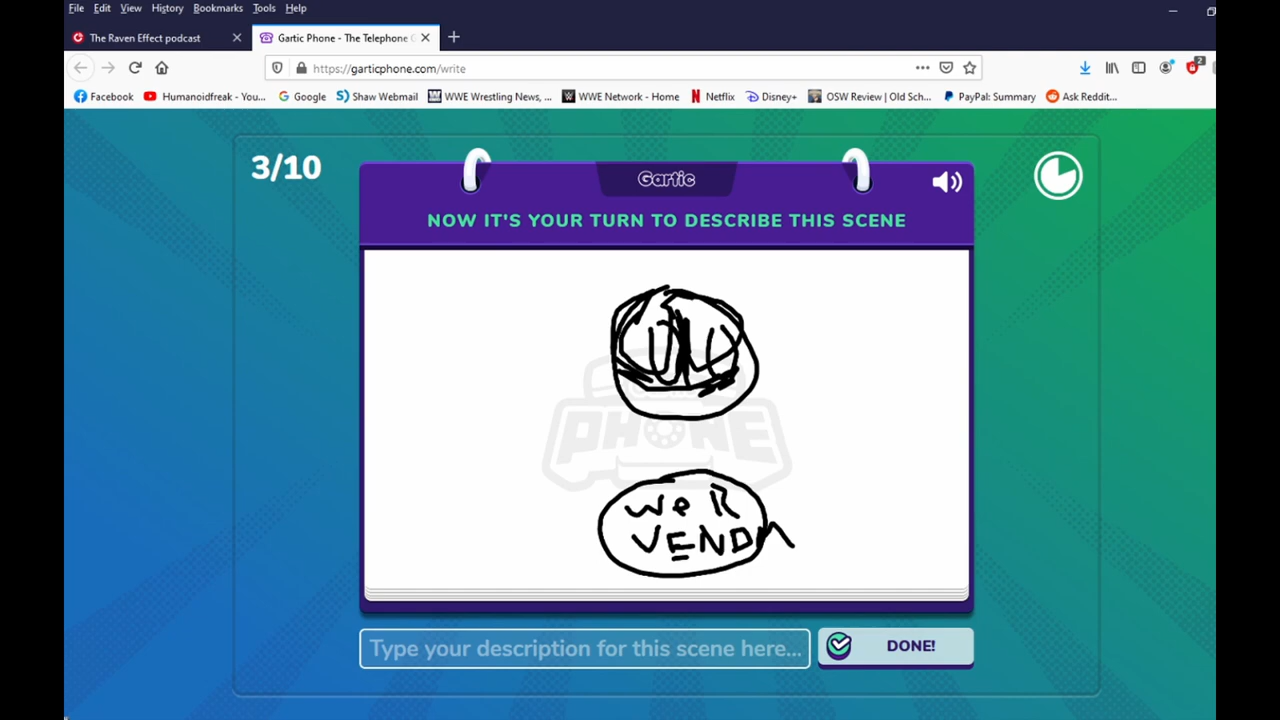 File Edit View History Bookmarks Tools Help
The Raven Effect podcast Gartic Phone - The Telephone G
https://garticphone.com/write
Facebook Humanoidfreak - You... Google Shaw Webmail WWE Wrestling News, ... WWE Network - Home Netflix Disney+ OSW Review | Old Sch... PayPal: Summary Ask Reddit...
2
3/10
Gartic
NOW IT'S YOUR TURN TO DESCRIBE THIS SCENE
PHONE
We R
VENDM
Type your description for this scene here...
DONE!